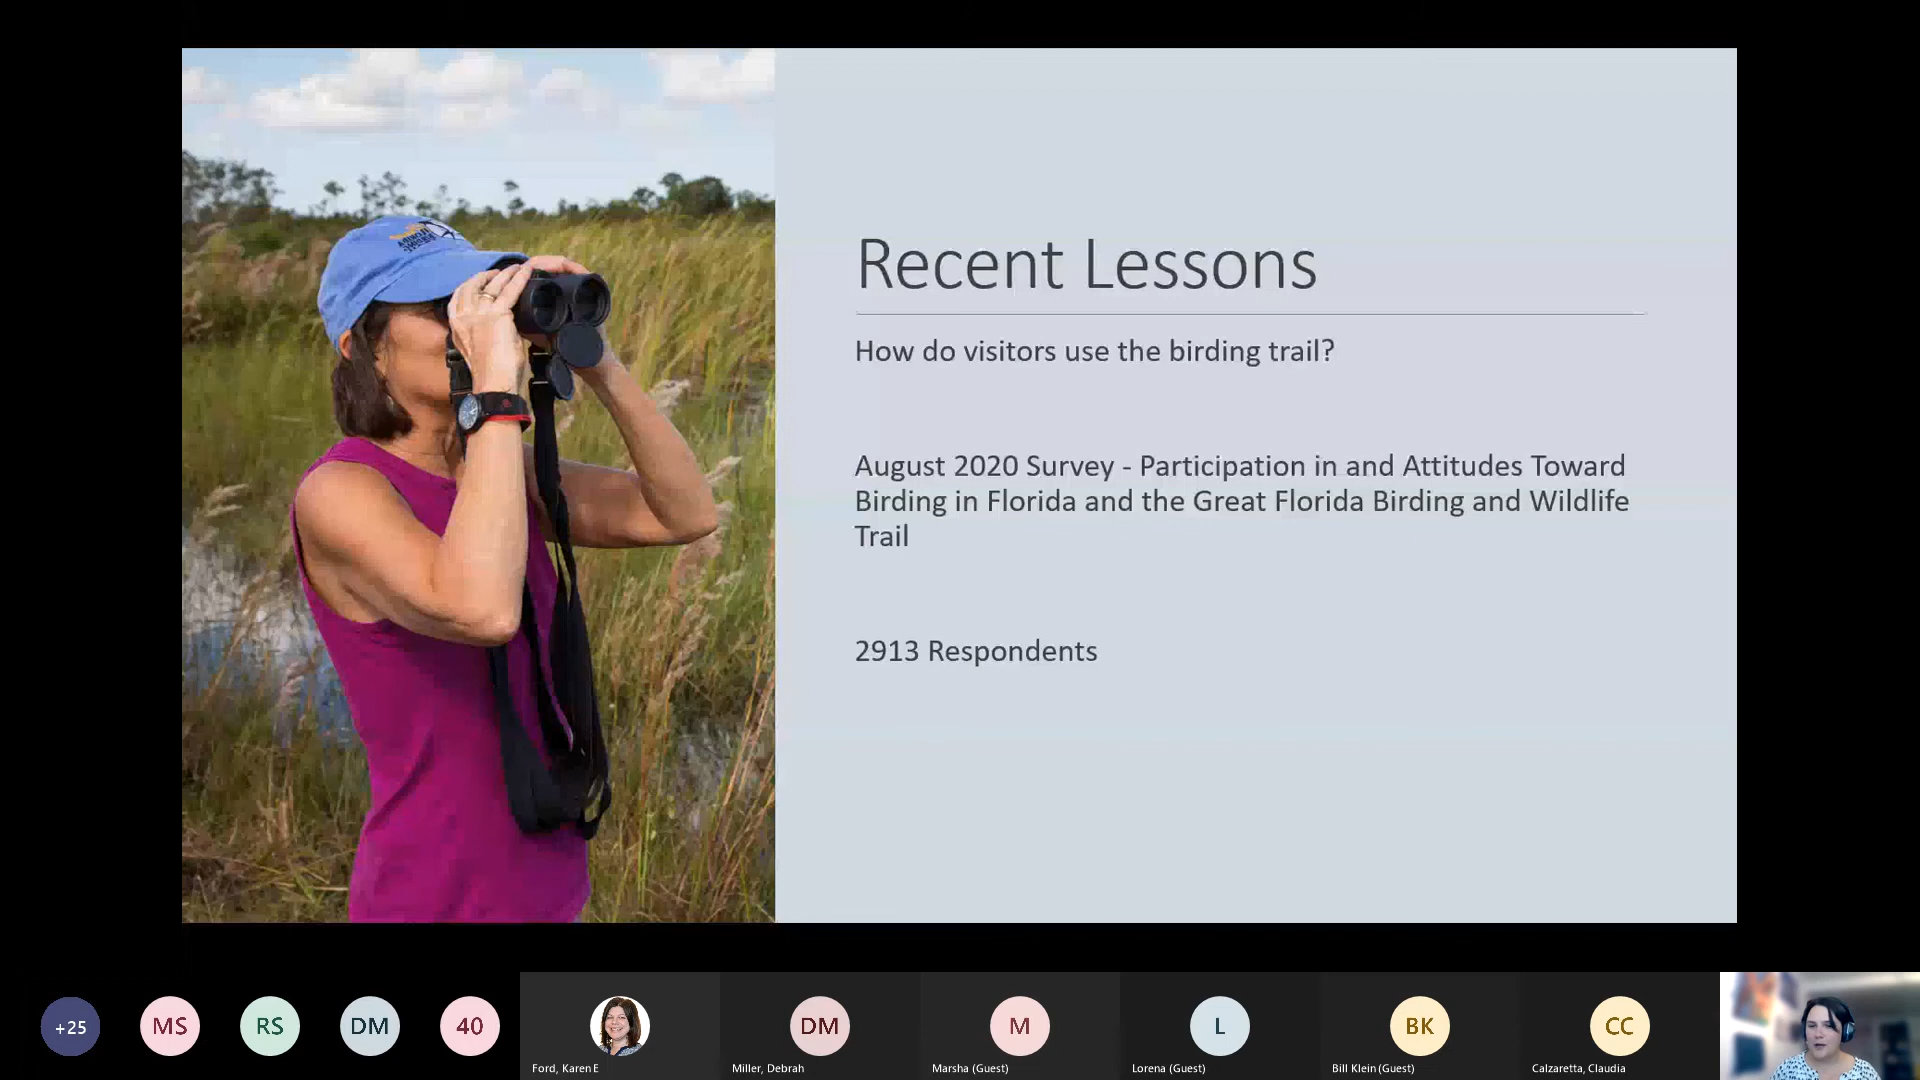 Recent Lessons
How do visitors use the birding trail?
August 2020 Survey - Participation in and Attitudes Toward
Birding in Florida and the Great Florida Birding and Wildlife
Trail
2913 Respondents
+25
MS
RS
DM
40
Ford, Karen E
DM
Miller, Debrah
M
Marsha (Guest)
L
Lorena (Guest)
BK
Bill Klein (Guest)
CC
Calzaretta, Claudia